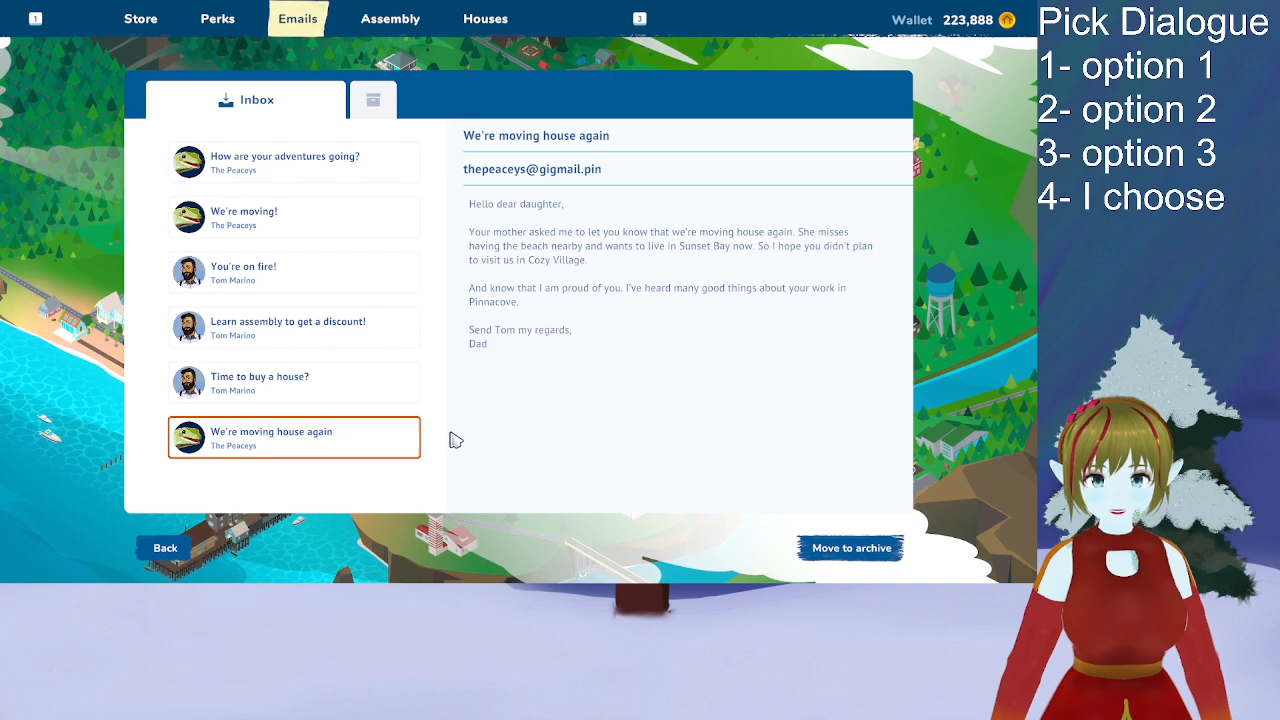 1
Store
Perks
Emails
Assembly
Houses
3
Wallet 223,888
Inbox
How are your adventures going?
The Peaceys
We're moving!
The Peaceys
You're on fire!
Tom Marino
Learn assembly to get a discount!
Tom Marino
Time to buy a house?
Tom Marino
We're moving house again
The Peaceys
We're moving house again
thepeaceys@gigmail.pin
Hello dear daughter,
Your mother asked me to let you know that we're moving house again. She misses
having the beach nearby and wants to live in Sunset Bay now. So I hope you didn't plan
to visit us in Cozy Village.
And know that I am proud of you. I've heard many good things about your work in
Pinnacove.
Send Tom my regards,
Dad
Back
Move to archive
Pick Dialogue
1- option 1
2- option 2
3- option 3
4- I choose